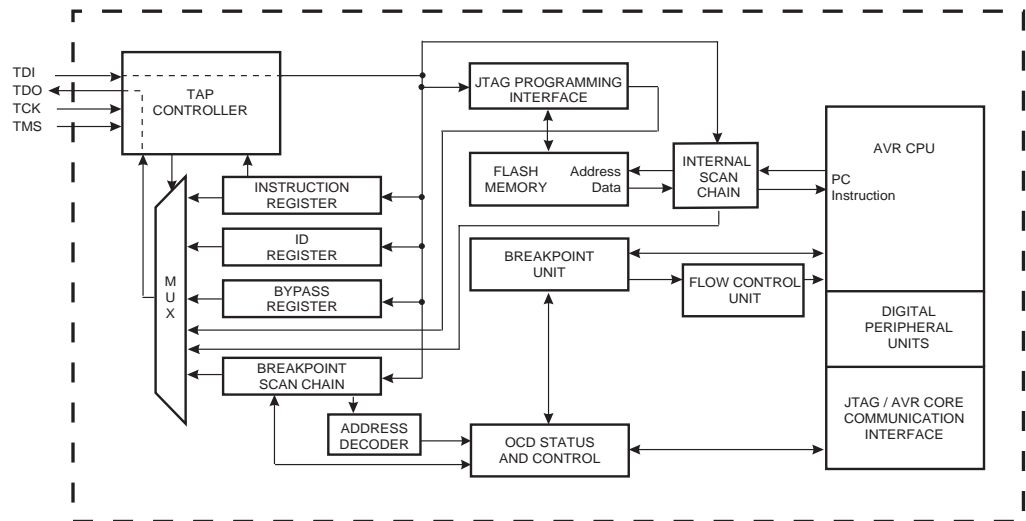 TDI
TDO
TCK
TMS
TAP
CONTROLLER
JTAG PROGRAMMING
INTERFACE
FLASH
MEMORY
Address
Data
INTERNAL
SCAN
CHAIN
AVR CPU
PC
Instruction
INSTRUCTION
REGISTER
ID
REGISTER
BYPASS
REGISTER
M
U
X
BREAKPOINT
UNIT
FLOW CONTROL
UNIT
DIGITAL
PERIPHERAL
UNITS
BREAKPOINT
SCAN CHAIN
ADDRESS
DECODER
OCD STATUS
AND CONTROL
JTAG / AVR CORE
COMMUNICATION
INTERFACE